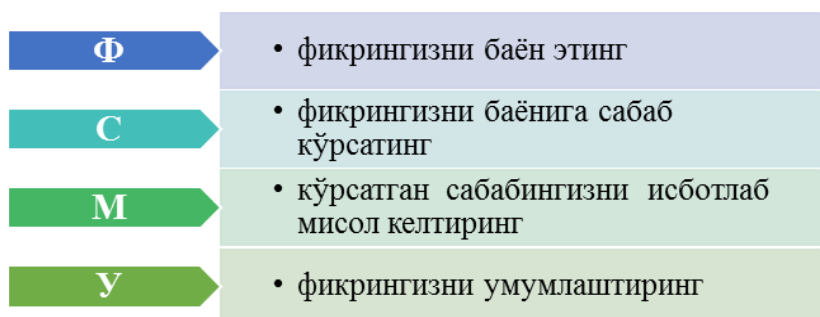 Ф
• фикрингизни баён этинг
С
• фикрингизни баёнига сабаб
кўрсатинг
М
• кўрсатган сабабингизни исботлаб
мисол келтиринг
У
• фикрингизни умумлаштиринг